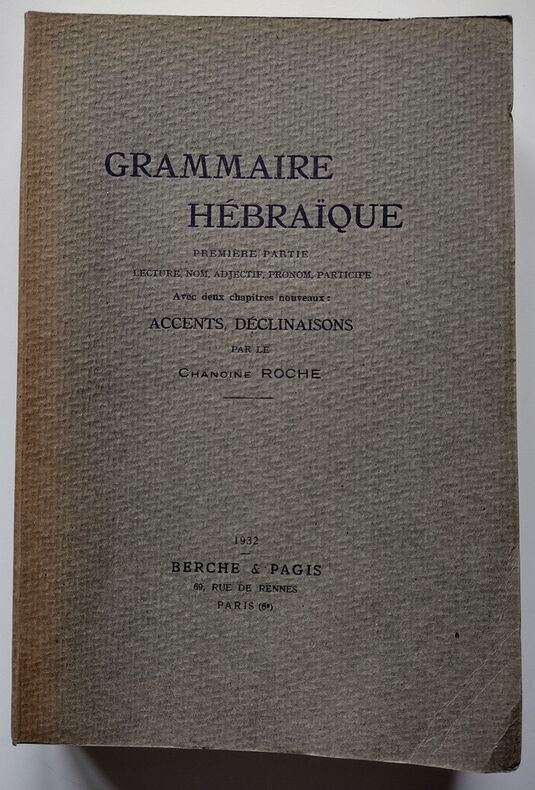 GRAMMAIRE
HÉBRAÏQUE
PREMIÈRE PARTIE
LECTURE, NOM, ADJECTIF, PRONOM, PARTICIPE
Avec deux chapitres nouveaux :
ACCENTS, DÉCLINAISONS
PAR LE
CHANOINE ROCHE
1932
BERCHE & PAGIS
69, RUE DE RENNES
PARIS (6e)